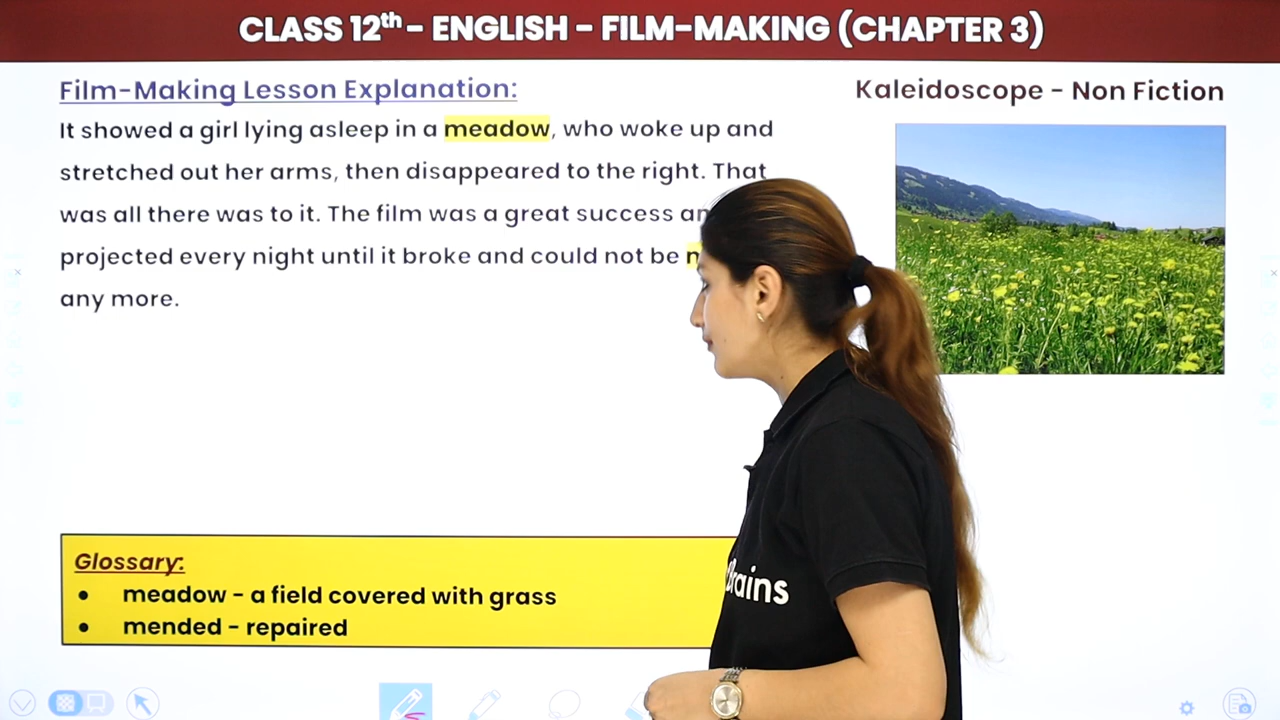 CLASS 12th - ENGLISH - FILM-MAKING (CHAPTER 3)
Film-Making Lesson Explanation:
Kaleidoscope - Non Fiction
It showed a girl lying asleep in a meadow, who woke up and
stretched out her arms, then disappeared to the right. That
was all there was to it. The film was a great success
projected every night until it broke and could not be
any more.
Glossary:
• meadow - a field covered with grass
• mended - repaired